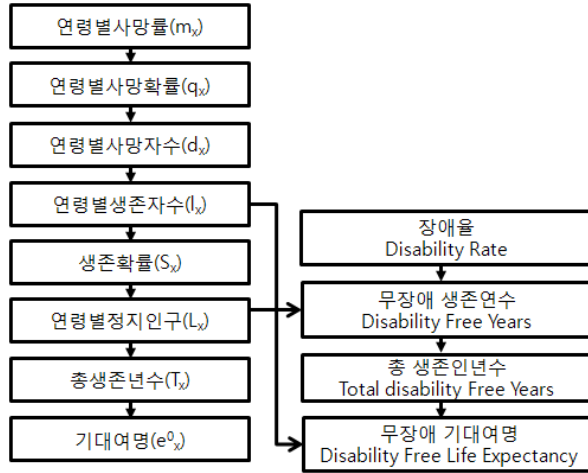 연령별사망률(mₓ)
연령별사망확률(qₓ)
연령별사망자수(dₓ)
연령별생존자수(lₓ)
생존확률(Sₓ)
연령별정지인구(Lₓ)
총생존년수(Tₓ)
기대여명(e⁰ₓ)
장애율
Disability Rate
무장애 생존연수
Disability Free Years
총 생존인년수
Total disability Free Years
무장애 기대여명
Disability Free Life Expectancy